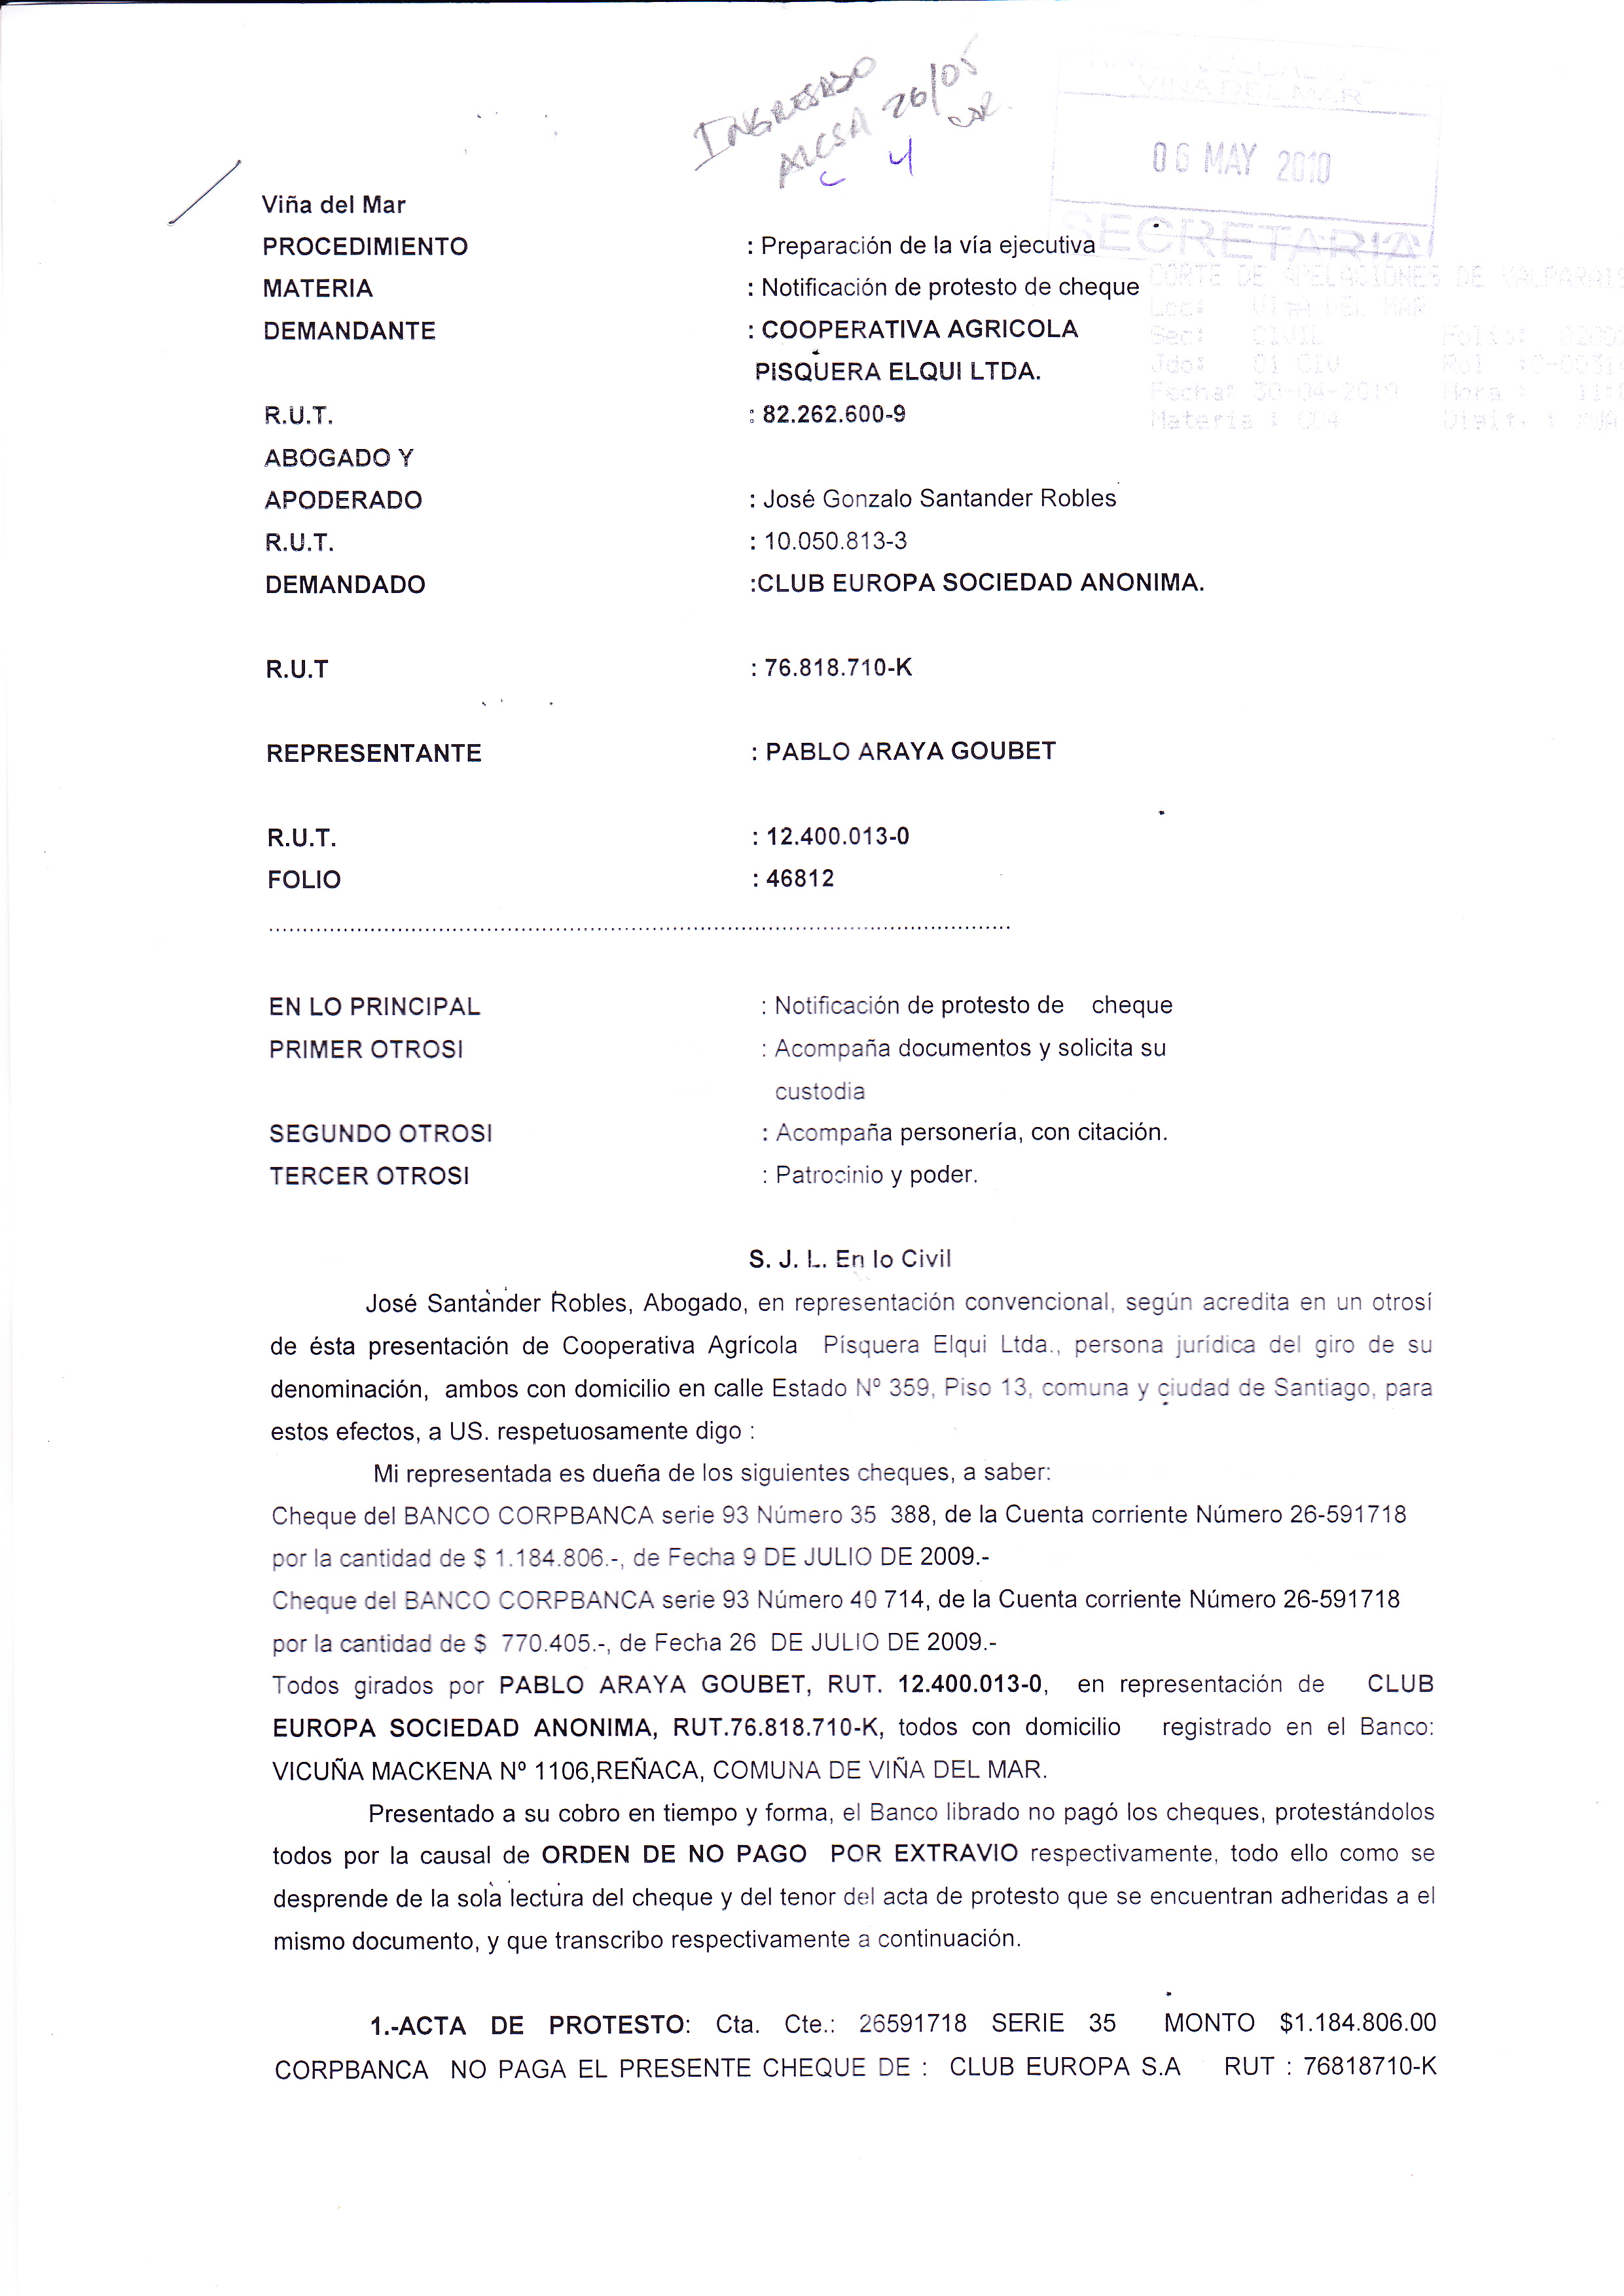 INGRESADO
26/05
4
VIÑA DEL MAR
06 MAY 2010
SECRETARIA
CORTE DE APELACIONES DE VALPARAIS
Loc: VIÑA DEL MAR
Sec: CIVIL Folio:
Jdo: 01 CIV Rol :
Fecha: 30-04-2010 Hora :
Materia : Digit. :
Viña del Mar
PROCEDIMIENTO : Preparación de la vía ejecutiva
MATERIA : Notificación de protesto de cheque
DEMANDANTE : COOPERATIVA AGRICOLA
PISQUERA ELQUI LTDA.
R.U.T. : 82.262.600-9
ABOGADO Y
APODERADO : José Gonzalo Santander Robles
R.U.T. : 10.050.813-3
DEMANDADO :CLUB EUROPA SOCIEDAD ANONIMA.
R.U.T : 76.818.710-K
REPRESENTANTE : PABLO ARAYA GOUBET
R.U.T. : 12.400.013-0
FOLIO : 46812
EN LO PRINCIPAL : Notificación de protesto de cheque
PRIMER OTROSI : Acompaña documentos y solicita su
custodia
SEGUNDO OTROSI : Acompaña personería, con citación.
TERCER OTROSI : Patrocinio y poder.
S. J. L. En lo Civil
José Santander Robles, Abogado, en representación convencional, según acredita en un otrosí
de ésta presentación de Cooperativa Agrícola Pisquera Elqui Ltda., persona jurídica del giro de su
denominación, ambos con domicilio en calle Estado Nº 359, Piso 13, comuna y ciudad de Santiago, para
estos efectos, a US. respetuosamente digo :
Mi representada es dueña de los siguientes cheques, a saber:
Cheque del BANCO CORPBANCA serie 93 Número 35 388, de la Cuenta corriente Número 26-591718
por la cantidad de $ 1.184.806.-, de Fecha 9 DE JULIO DE 2009.-
Cheque del BANCO CORPBANCA serie 93 Número 40 714, de la Cuenta corriente Número 26-591718
por la cantidad de $ 770.405.-, de Fecha 26 DE JULIO DE 2009.-
Todos girados por PABLO ARAYA GOUBET, RUT. 12.400.013-0, en representación de CLUB
EUROPA SOCIEDAD ANONIMA, RUT.76.818.710-K, todos con domicilio registrado en el Banco:
VICUÑA MACKENA Nº 1106,REÑACA, COMUNA DE VIÑA DEL MAR.
Presentado a su cobro en tiempo y forma, el Banco librado no pagó los cheques, protestándolos
todos por la causal de ORDEN DE NO PAGO POR EXTRAVIO respectivamente, todo ello como se
desprende de la sola lectura del cheque y del tenor del acta de protesto que se encuentran adheridas a el
mismo documento, y que transcribo respectivamente a continuación.
1.-ACTA DE PROTESTO: Cta. Cte.: 26591718 SERIE 35 MONTO $1.184.806.00
CORPBANCA NO PAGA EL PRESENTE CHEQUE DE : CLUB EUROPA S.A RUT : 76818710-K